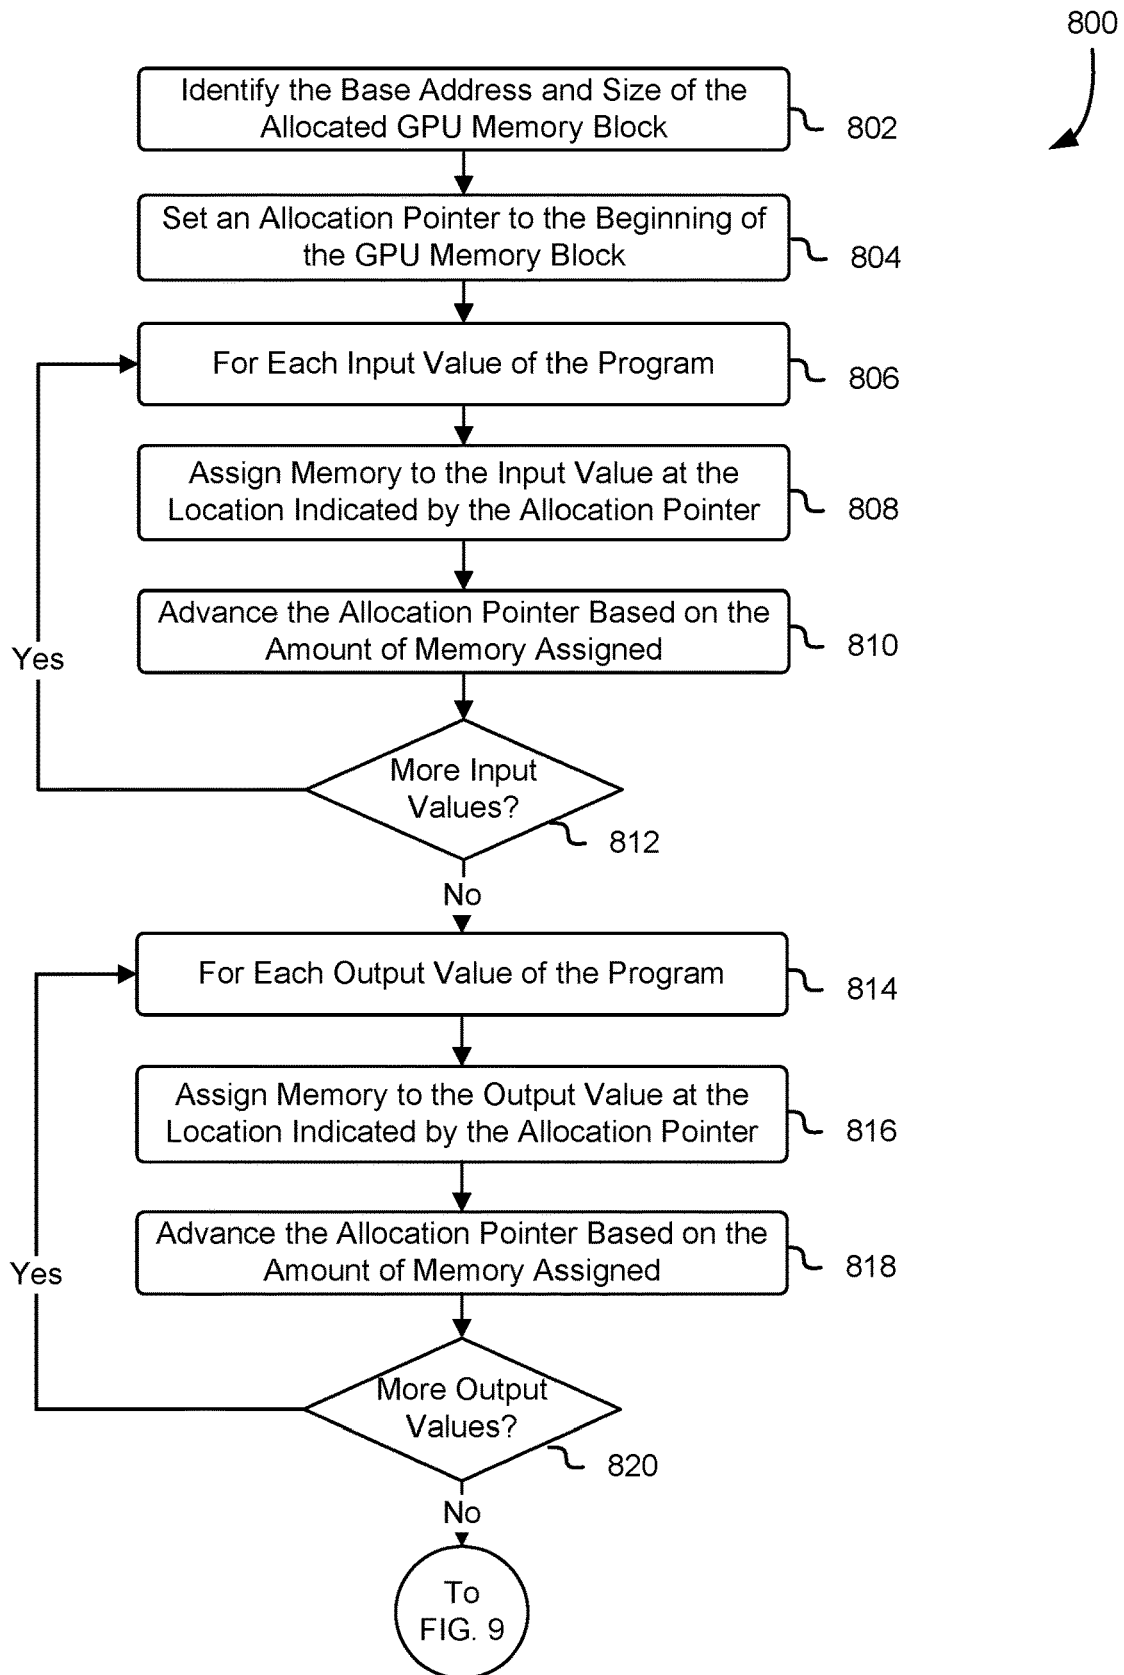 800
Identify the Base Address and Size of the
Allocated GPU Memory Block
802
Set an Allocation Pointer to the Beginning of
the GPU Memory Block
804
For Each Input Value of the Program
806
Assign Memory to the Input Value at the
Location Indicated by the Allocation Pointer
808
Advance the Allocation Pointer Based on the
Amount of Memory Assigned
810
Yes
More Input
Values?
812
No
For Each Output Value of the Program
814
Assign Memory to the Output Value at the
Location Indicated by the Allocation Pointer
816
Advance the Allocation Pointer Based on the
Amount of Memory Assigned
818
Yes
More Output
Values?
820
No
To
FIG. 9